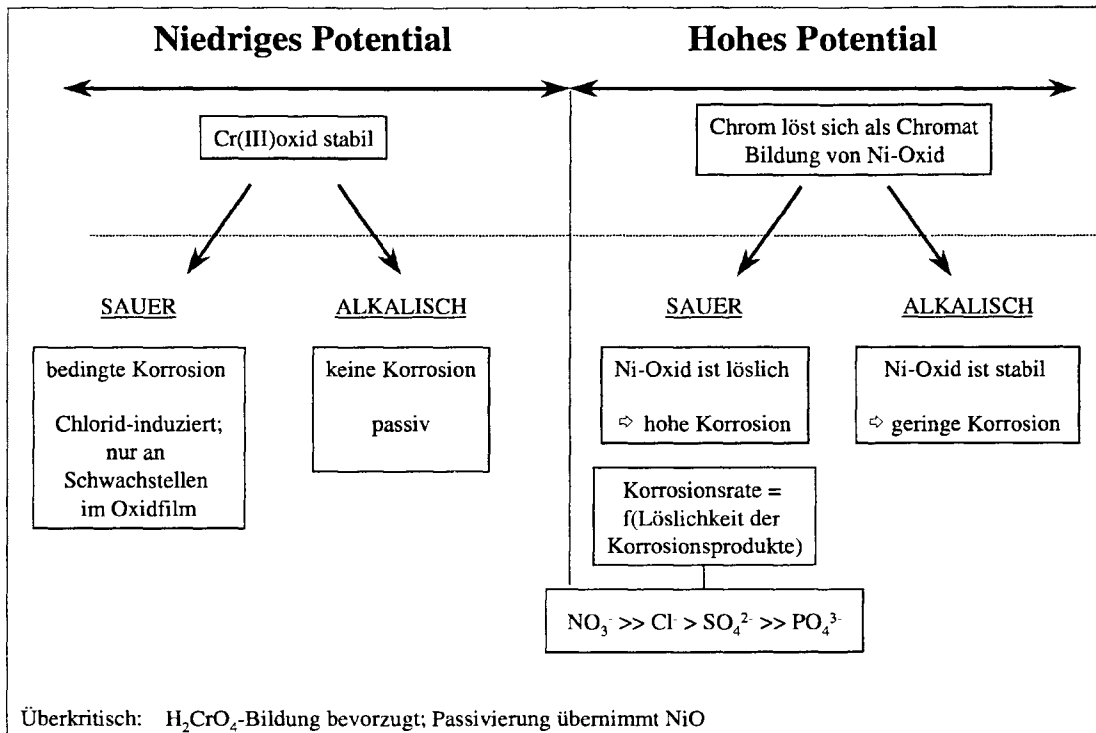 Niedriges Potential
Hohes Potential
Cr(III)oxid stabil
Chrom löst sich als Chromat
Bildung von Ni-Oxid
SAUER
ALKALISCH
SAUER
ALKALISCH
bedingte Korrosion
Chlorid-induziert;
nur an
Schwachstellen
im Oxidfilm
keine Korrosion
passiv
Ni-Oxid ist löslich
⇨ hohe Korrosion
Ni-Oxid ist stabil
⇨ geringe Korrosion
Korrosionsrate =
f(Löslichkeit der
Korrosionsprodukte)
NO₃⁻ >> Cl⁻ > SO₄²⁻ >> PO₄³⁻
Überkritisch: H₂CrO₄-Bildung bevorzugt; Passivierung übernimmt NiO